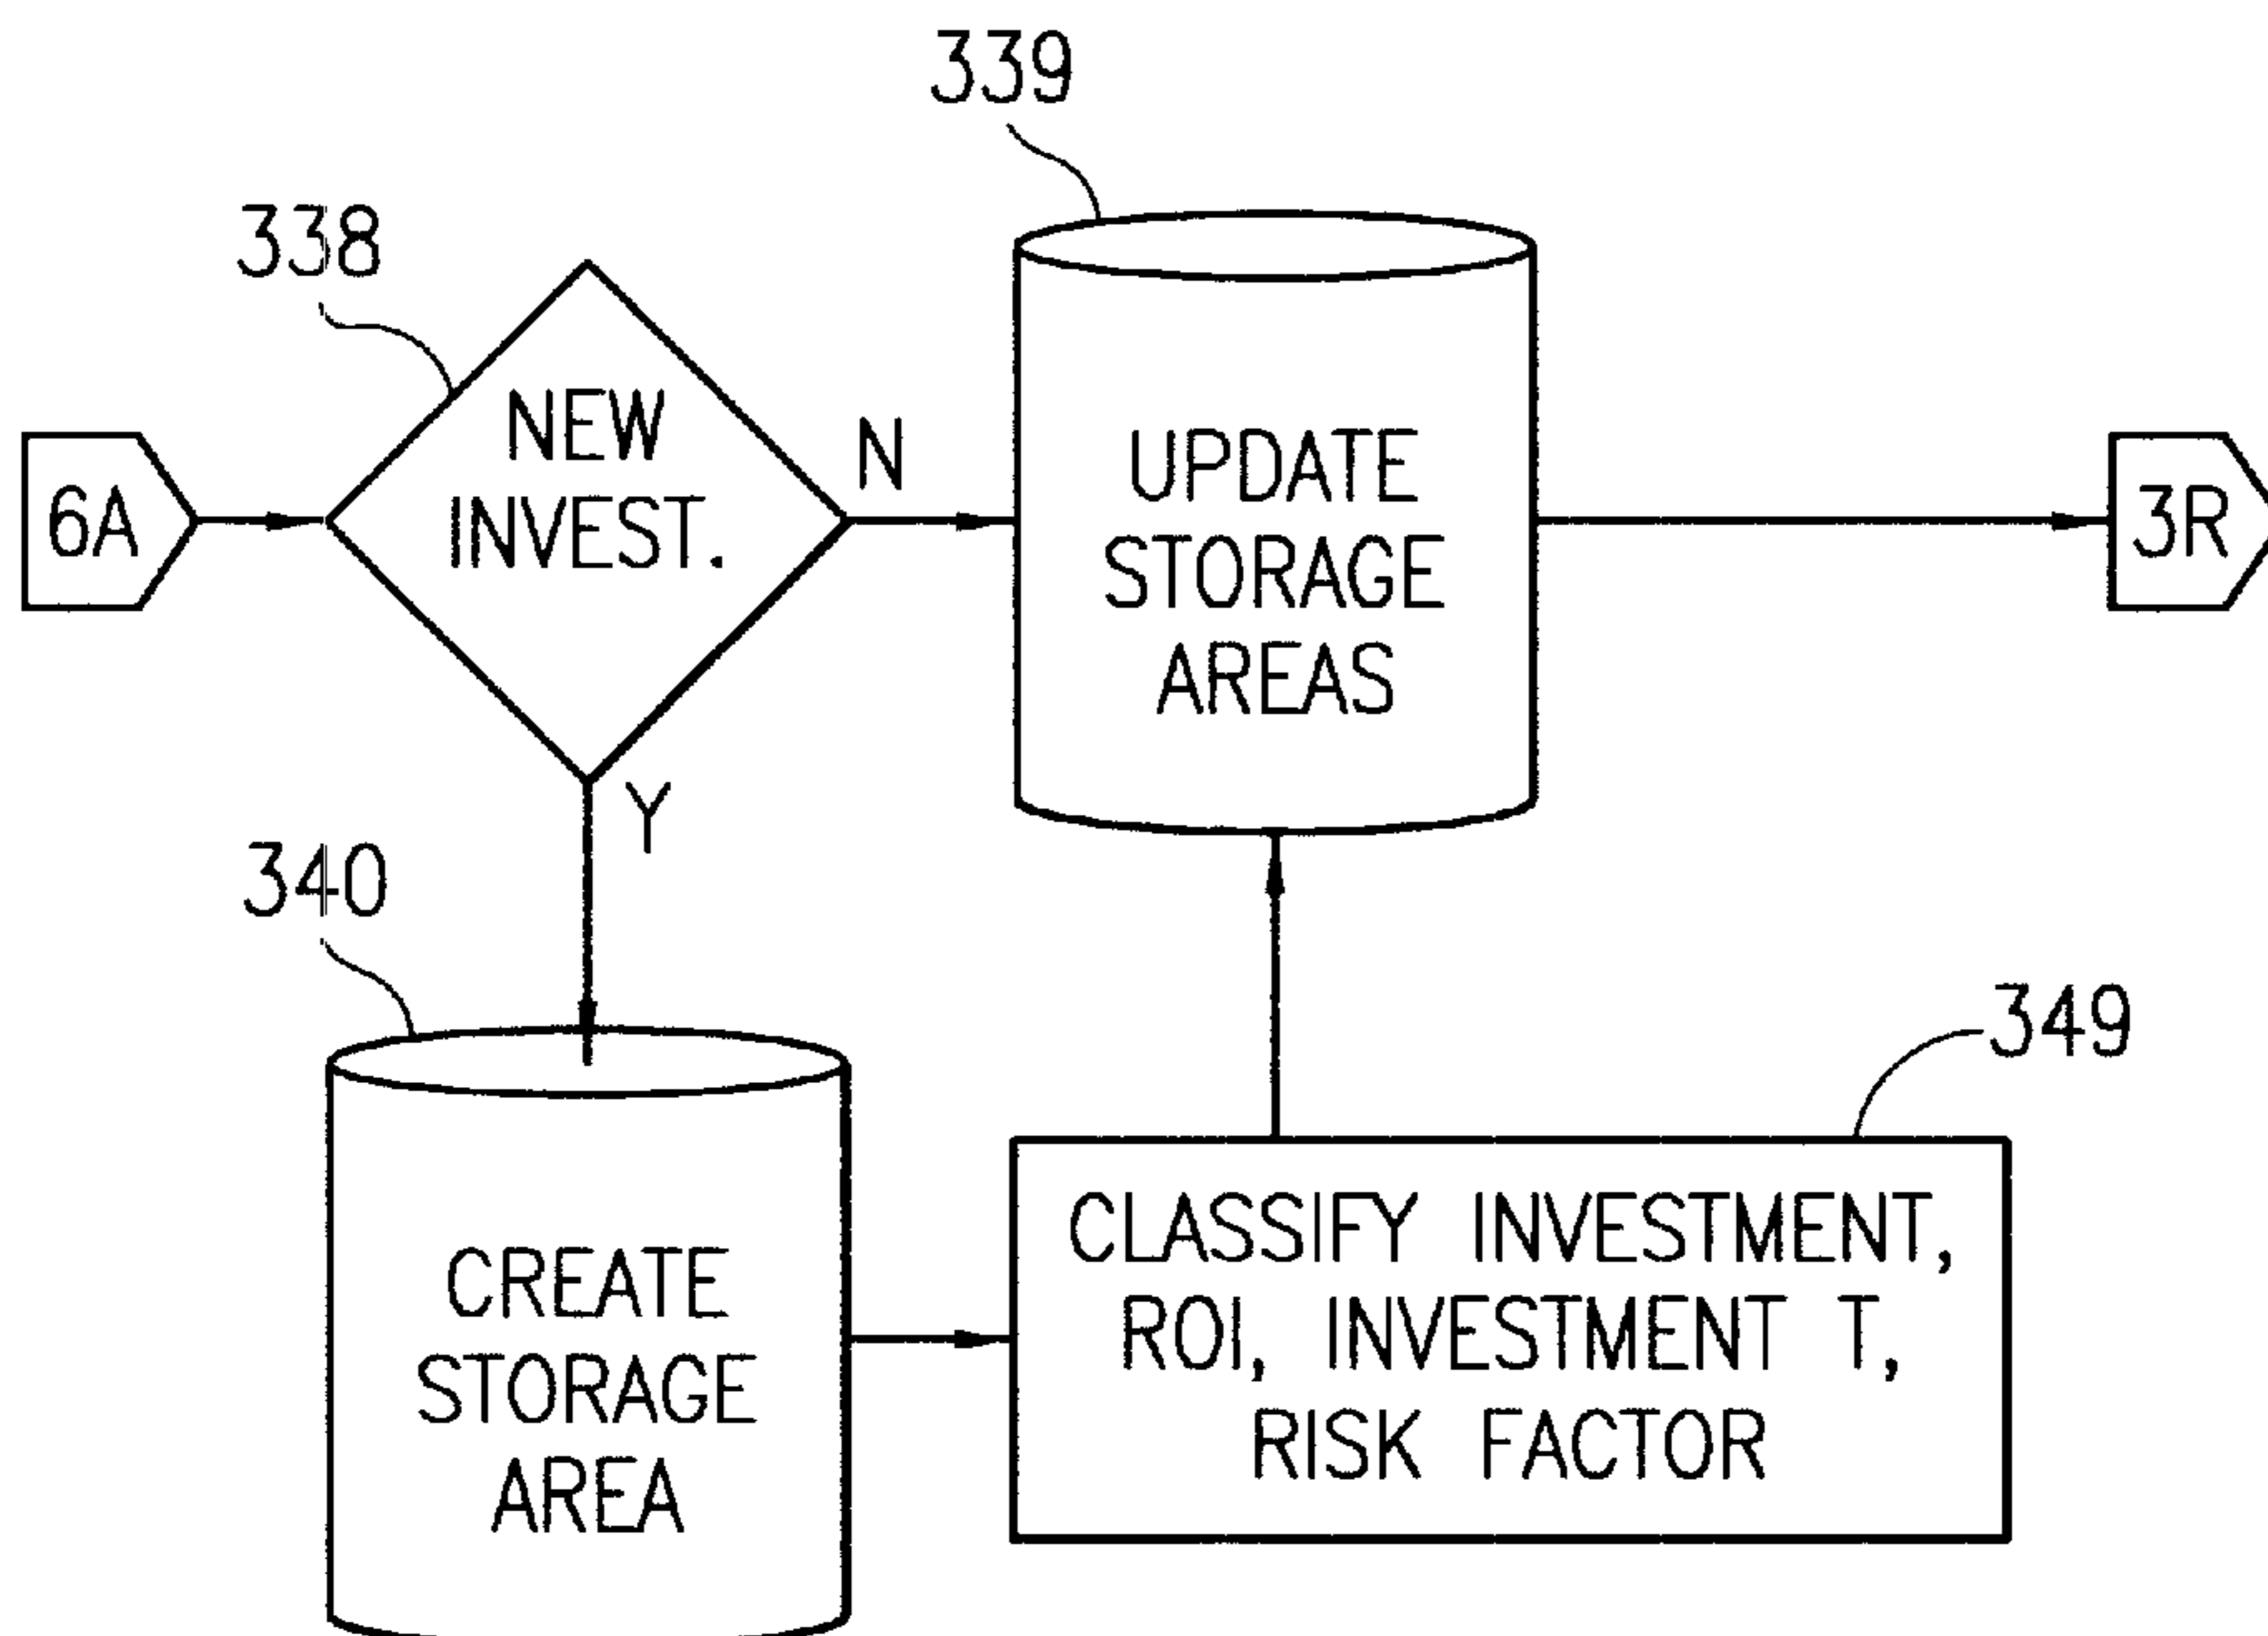 339
338
NEW
INVEST.
N
6A
UPDATE
STORAGE
AREAS
3R
Y
340
349
CREATE
STORAGE
AREA
CLASSIFY INVESTMENT,
ROI, INVESTMENT T,
RISK FACTOR